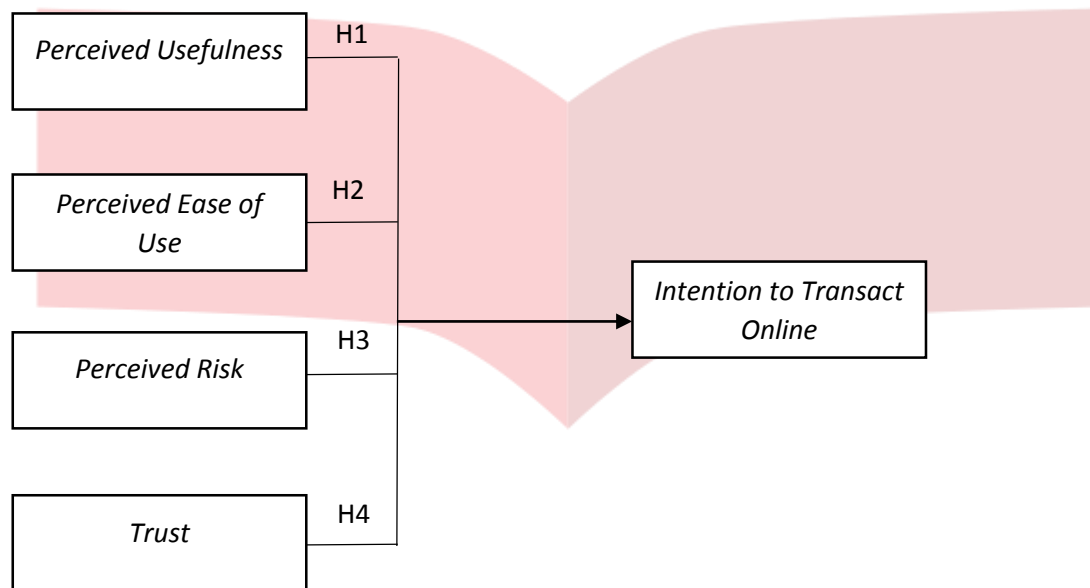 Perceived Usefulness
H1
Perceived Ease of
Use
H2
Intention to Transact
Online
Perceived Risk
H3
Trust
H4